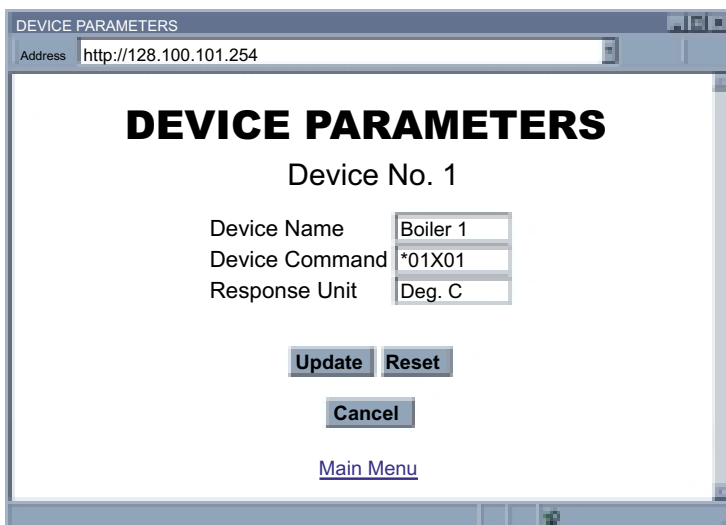 DEVICE PARAMETERS
Address http://128.100.101.254
DEVICE PARAMETERS
Device No. 1
Device Name Boiler 1
Device Command *01X01
Response Unit Deg. C
Update Reset
Cancel
Main Menu